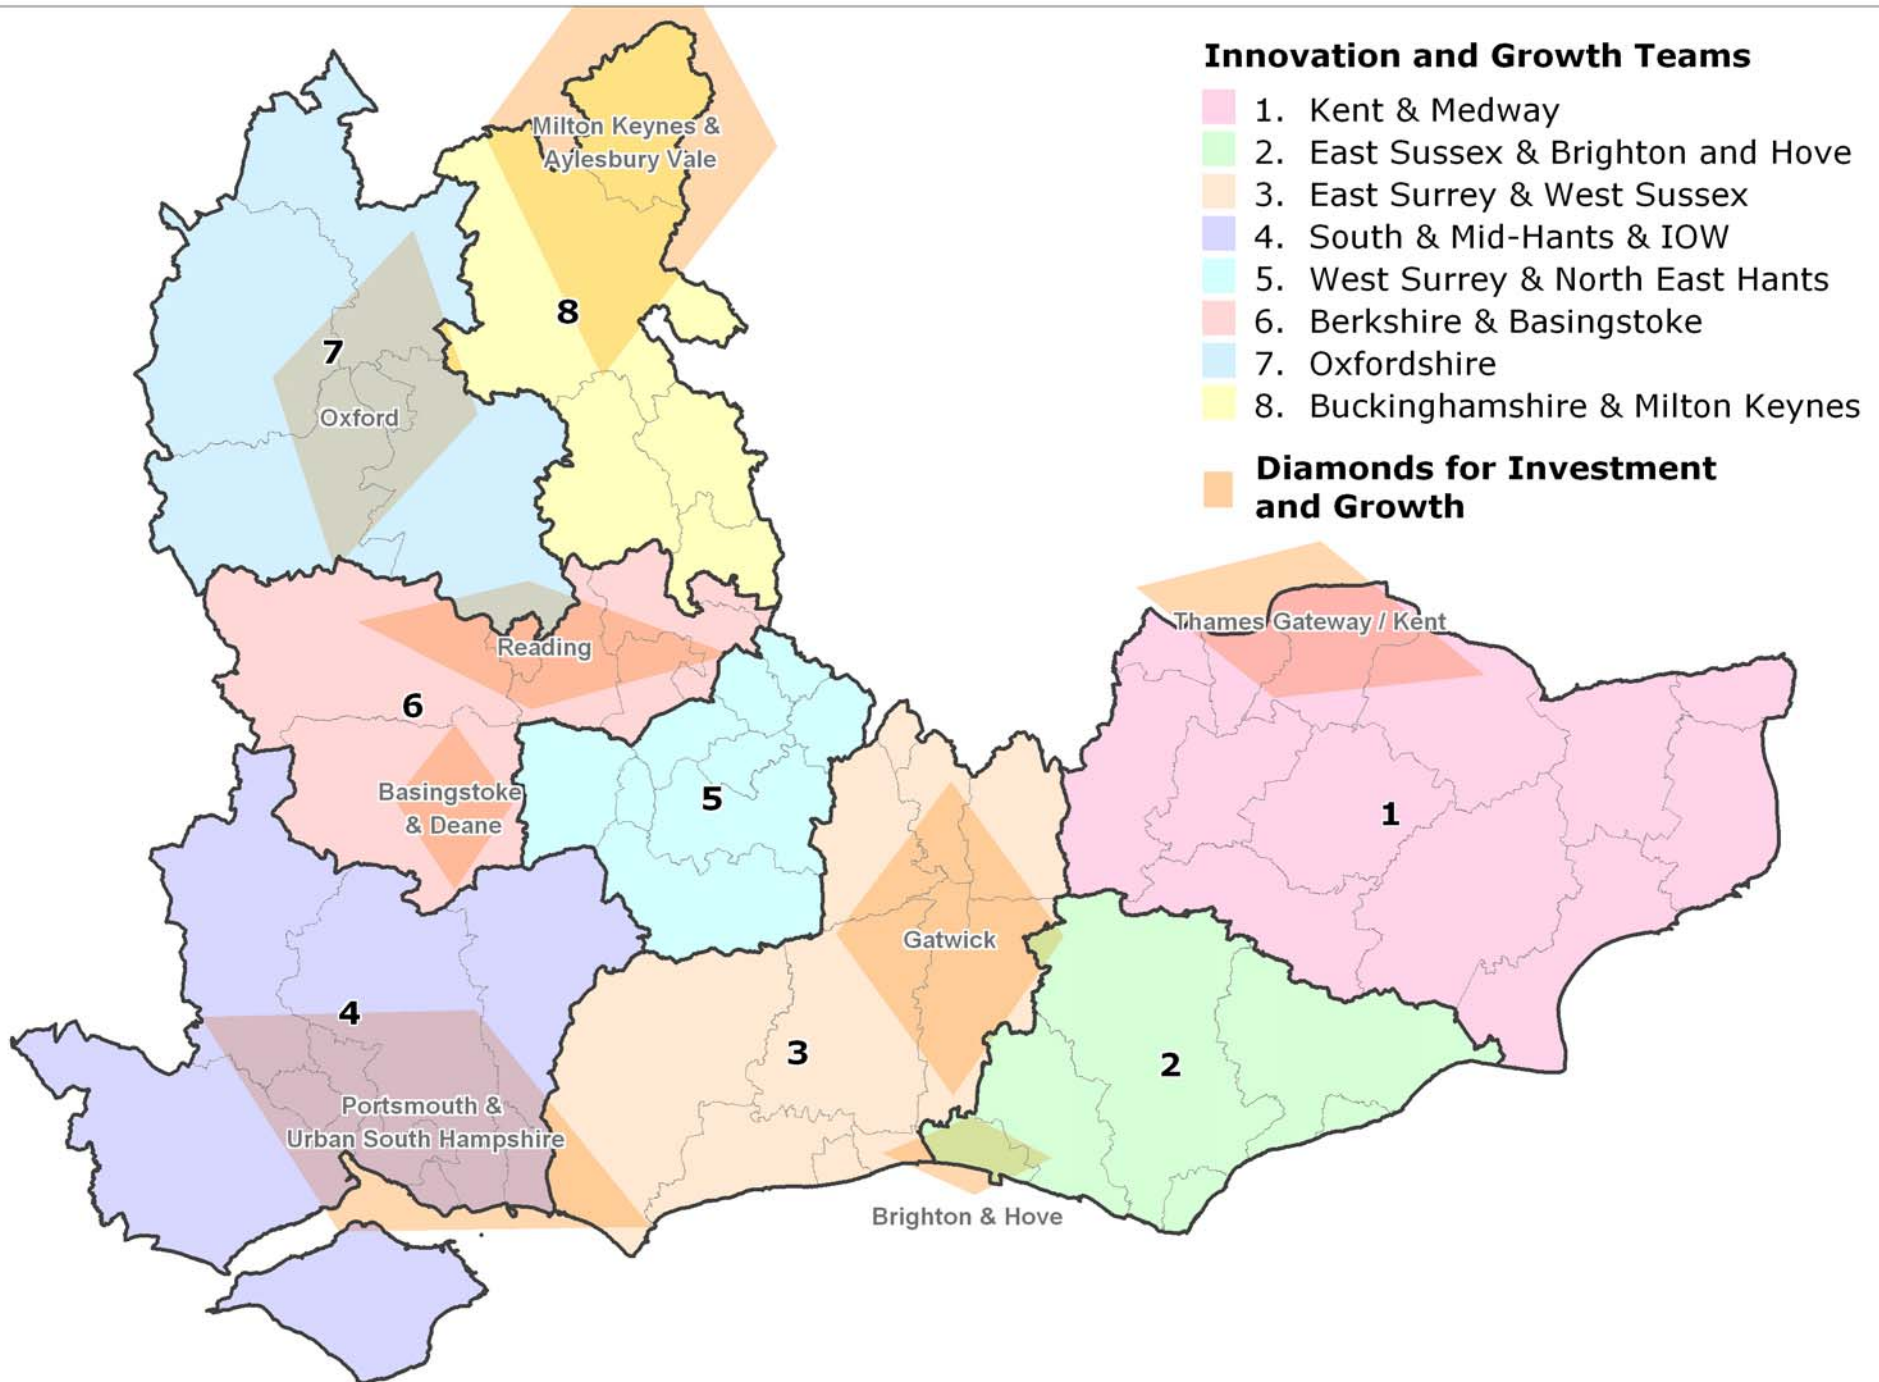 Innovation and Growth Teams
1. Kent & Medway
2. East Sussex & Brighton and Hove
3. East Surrey & West Sussex
4. South & Mid-Hants & IOW
5. West Surrey & North East Hants
6. Berkshire & Basingstoke
7. Oxfordshire
8. Buckinghamshire & Milton Keynes
Diamonds for Investment
and Growth
Milton Keynes &
Aylesbury Vale
8
7
Oxford
Thames Gateway / Kent
Reading
6
Basingstoke
& Deane
5
1
Gatwick
4
3
2
Portsmouth &
Urban South Hampshire
Brighton & Hove